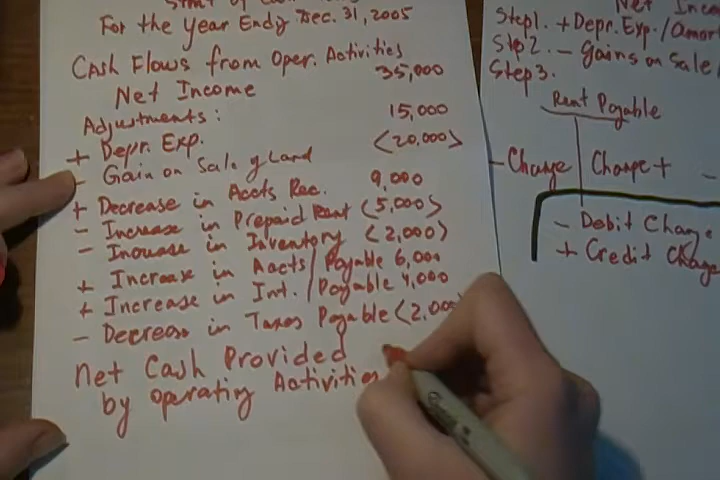 For the Year Endg Dec. 31, 2005
Cash Flows from Oper. Activities
Net Income 35,000
Adjustments:
+ Depr. Exp. 15,000
- Gain on Sale of Land <20,000>
+ Decrease in Accts Rec. 9,000
- Increase in Prepaid Rent <5,000>
- Increase in Inventory <2,000>
+ Increase in Accts/Payable 6,000
+ Increase in Int./Payable 4,000
- Decrease in Taxes Payable <2,000
Net Cash Provided
by Operating Activities
Net
Step1. + Depr. Exp./Amor
Step 2. - Gains on Sale
Step 3.
Rent Payable
- Change Change +
-
- Debit Change
+ Credit Change